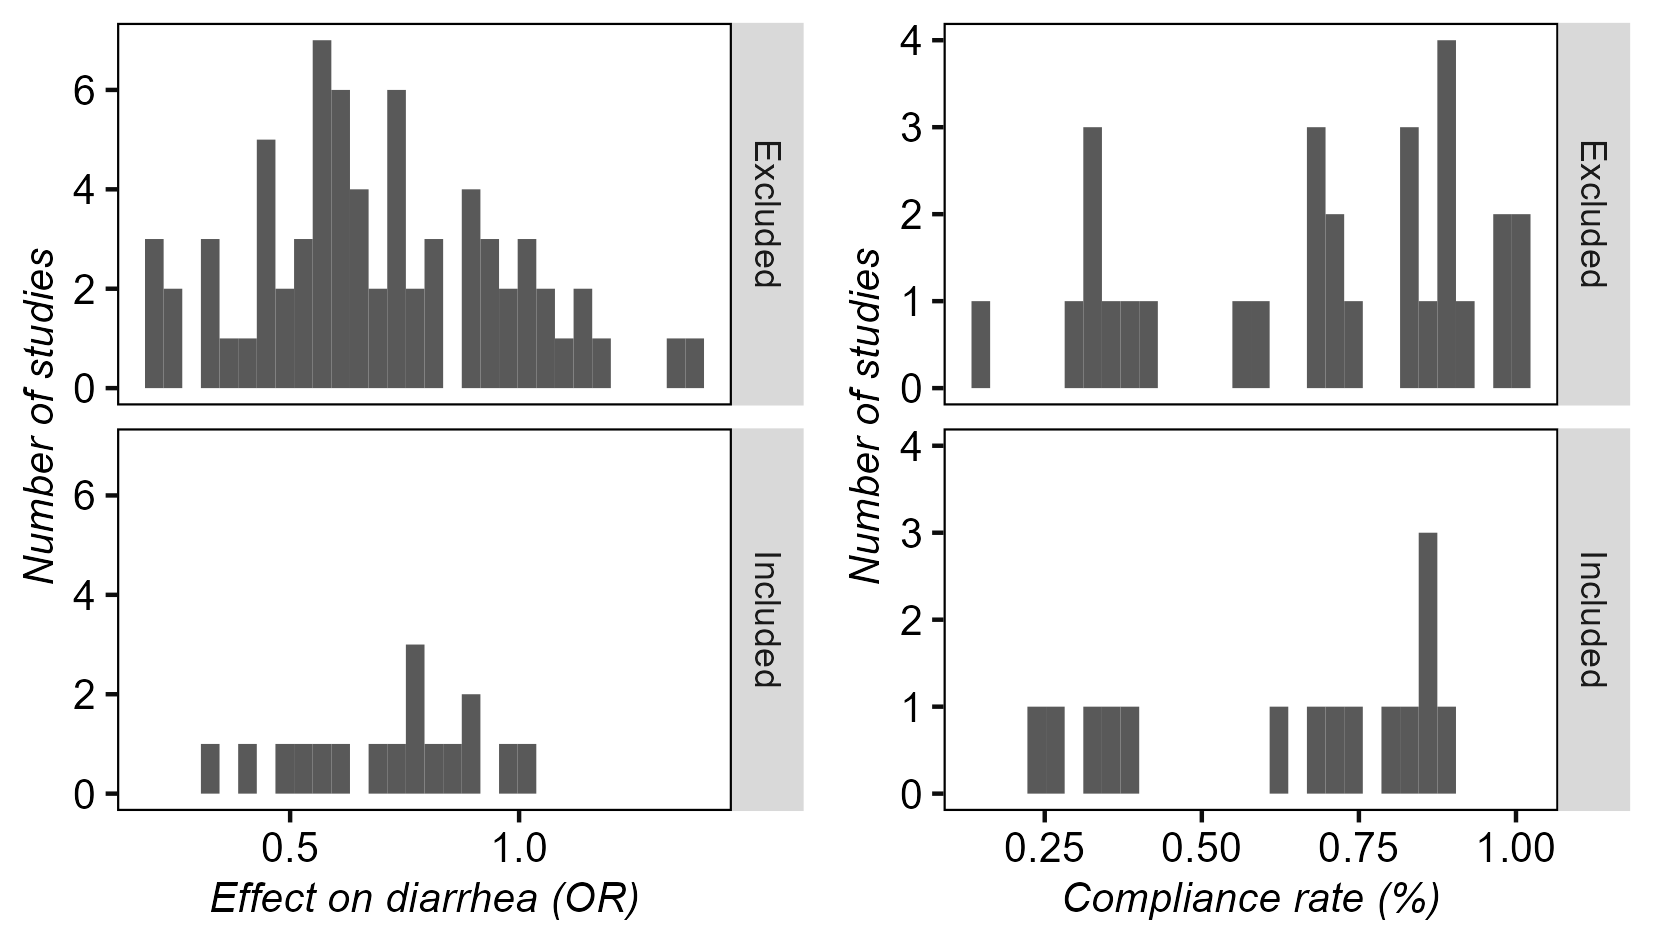 Number of studies
6
4
2
0
Excluded
6
4
2
0
Included
0.5 1.0
Effect on diarrhea (OR)
Number of studies
4
3
2
1
0
Excluded
4
3
2
1
0
Included
0.25 0.50 0.75 1.00
Compliance rate (%)